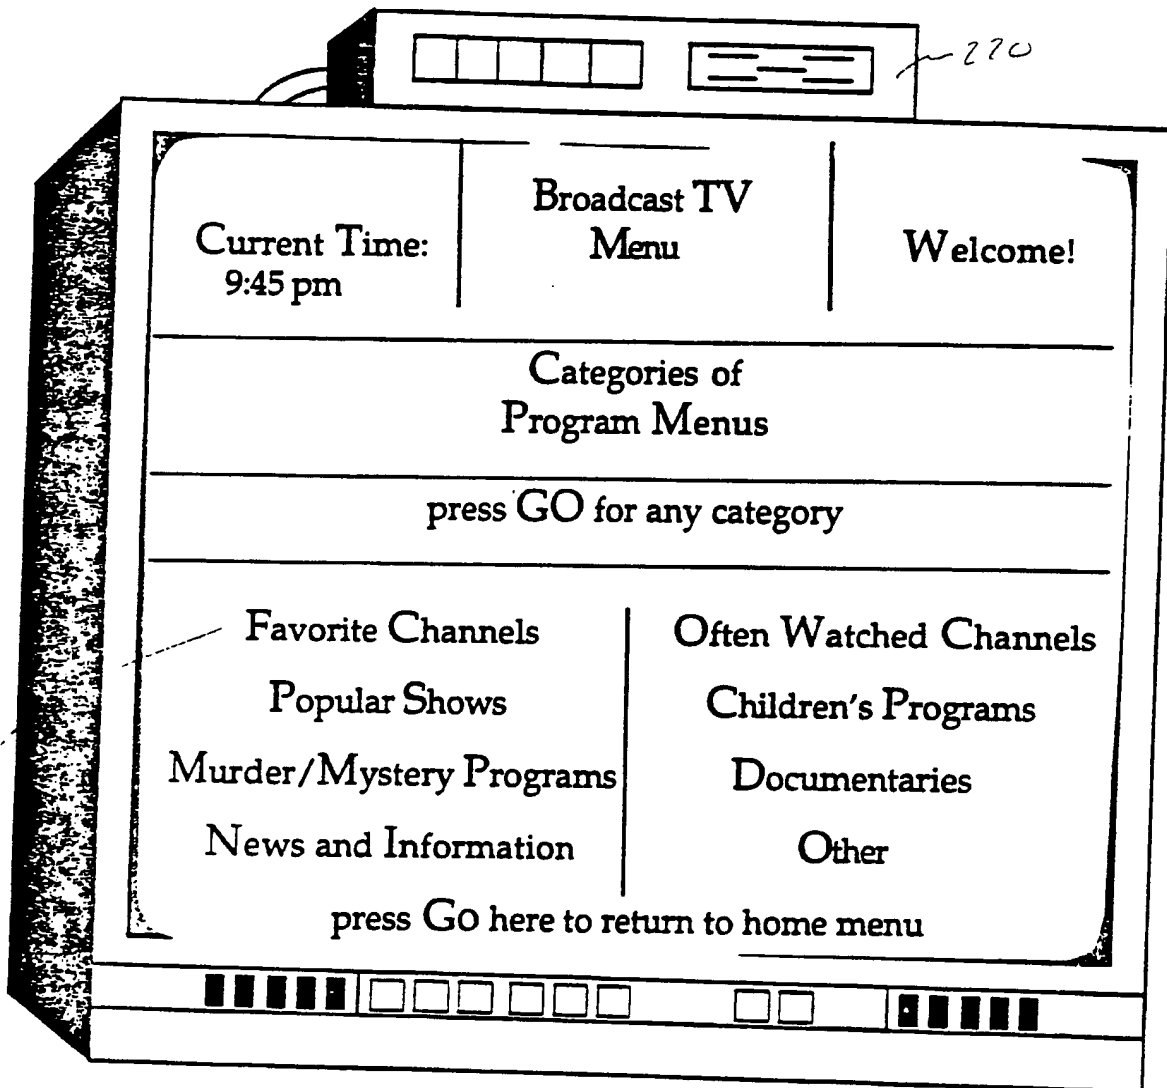 220
Broadcast TV
Menu
Current Time:
9:45 pm
Welcome!
Categories of
Program Menus
press GO for any category
Favorite Channels
Often Watched Channels
Popular Shows
Children's Programs
Murder/Mystery Programs
Documentaries
News and Information
Other
press Go here to return to home menu